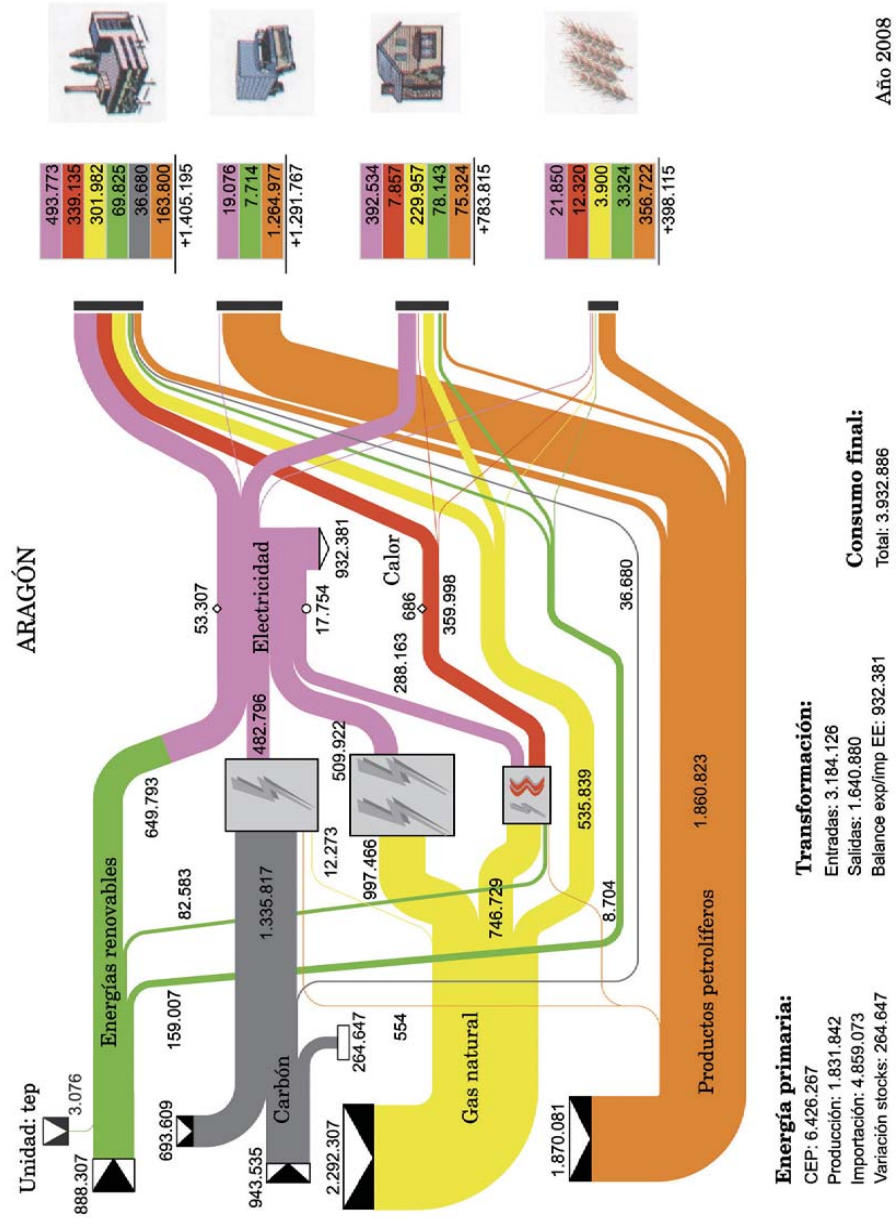 ARAGÓN
Unidad: tep
3.076
888.307
Energías renovables
649.793
82.583
159.007
693.609
943.535
Carbón
264.647
1.335.817
482.796
12.273
554
2.292.307
Gas natural
997.466
509.922
746.729
535.839
8.704
1.870.081
Productos petrolíferos
1.860.823
53.307
Electricidad
17.754
932.381
Calor
686
288.163
359.998
36.680
493.773
339.135
301.982
69.825
36.680
163.800
+1.405.195
19.076
7.714
1.264.977
+1.291.767
392.534
7.857
229.957
78.143
75.324
+783.815
21.850
12.320
3.900
3.324
356.722
+398.115
Energía primaria:
CEP: 6.426.267
Producción: 1.831.842
Importación: 4.859.073
Variación stocks: 264.647
Transformación:
Entradas: 3.184.126
Salidas: 1.640.880
Balance exp/imp EE: 932.381
Consumo final:
Total: 3.932.886
Año 2008